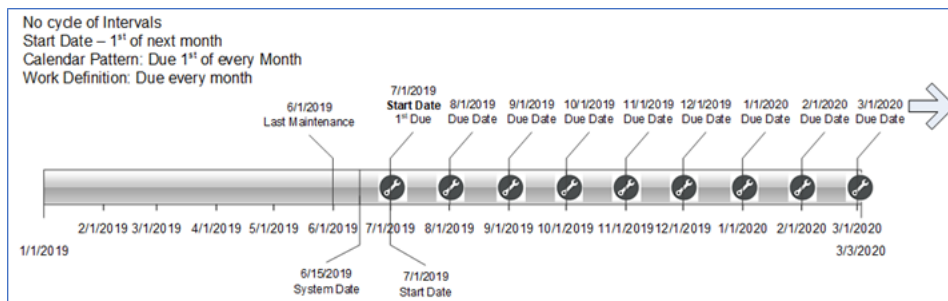 No cycle of Intervals
Start Date – 1st of next month
Calendar Pattern: Due 1st of every Month
Work Definition: Due every month
6/1/2019
Last Maintenance
7/1/2019
Start Date
1st Due
8/1/2019
Due Date
9/1/2019
Due Date
10/1/2019
Due Date
11/1/2019
Due Date
12/1/2019
Due Date
1/1/2020
Due Date
2/1/2020
Due Date
3/1/2020
Due Date
1/1/2019
2/1/2019
3/1/2019
4/1/2019
5/1/2019
6/1/2019
7/1/2019
8/1/2019
9/1/2019
10/1/2019
11/1/2019
12/1/2019
1/1/2020
2/1/2020
3/1/2020
3/3/2020
6/15/2019
System Date
7/1/2019
Start Date